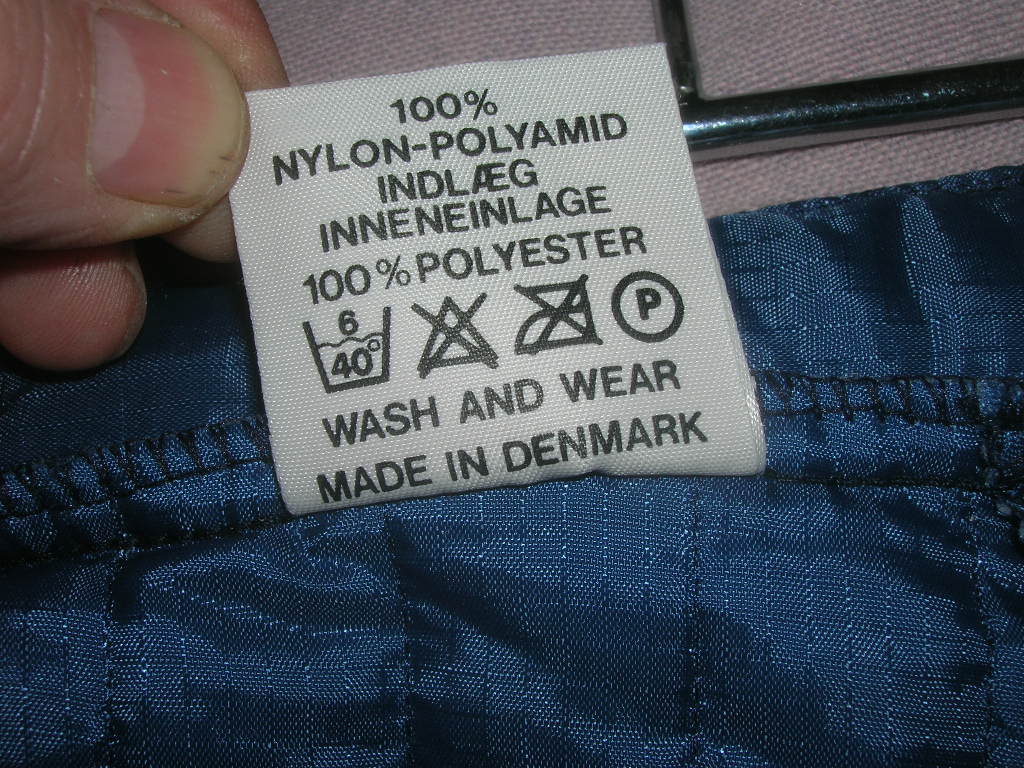 100%
NYLON-POLYAMID
INDLÆG
INNENEINLAGE
100% POLYESTER
6
40° P
WASH AND WEAR
MADE IN DENMARK